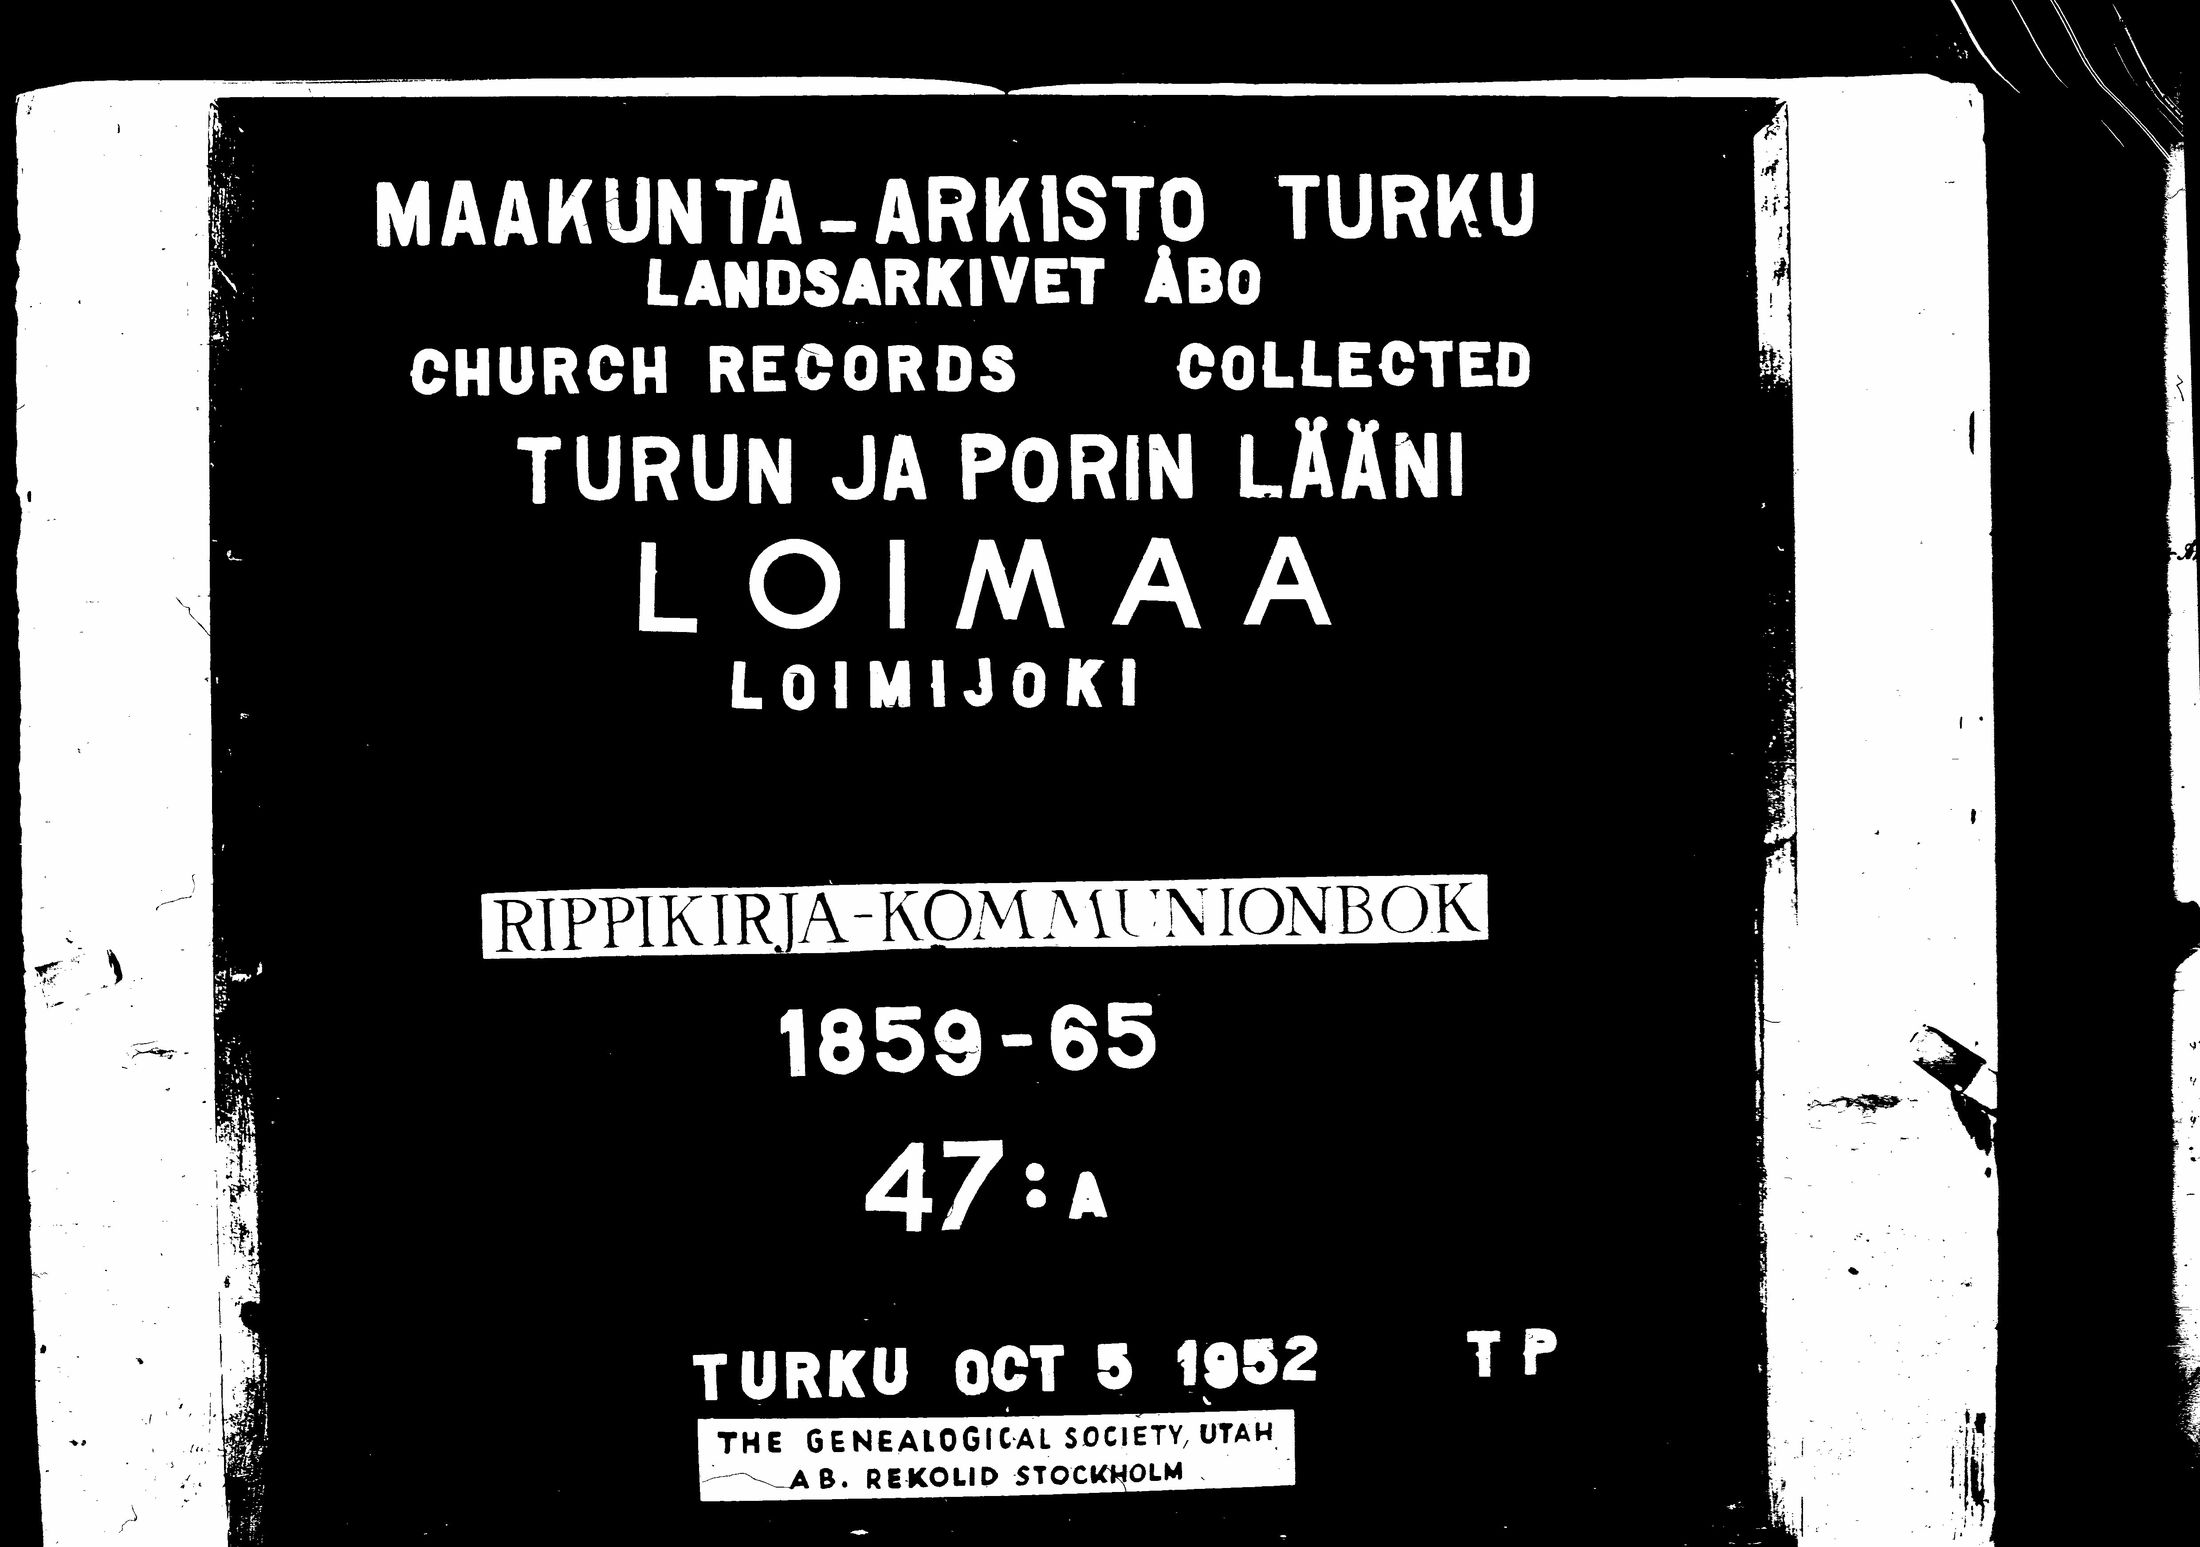 MAAKUNTA-ARKISTO TURKU
LANDSARKIVET ÅBO
CHURCH RECORDS COLLECTED
TURUN JA PORIN LÄÄNI
LOIMAA
LOIMIJOKI
RIPPIKIRJA-KOMMUNIONBOK
1859-65
47:A
TURKU OCT 5 1952 TP
THE GENEALOGICAL SOCIETY, UTAH
AB. REKOLID STOCKHOLM